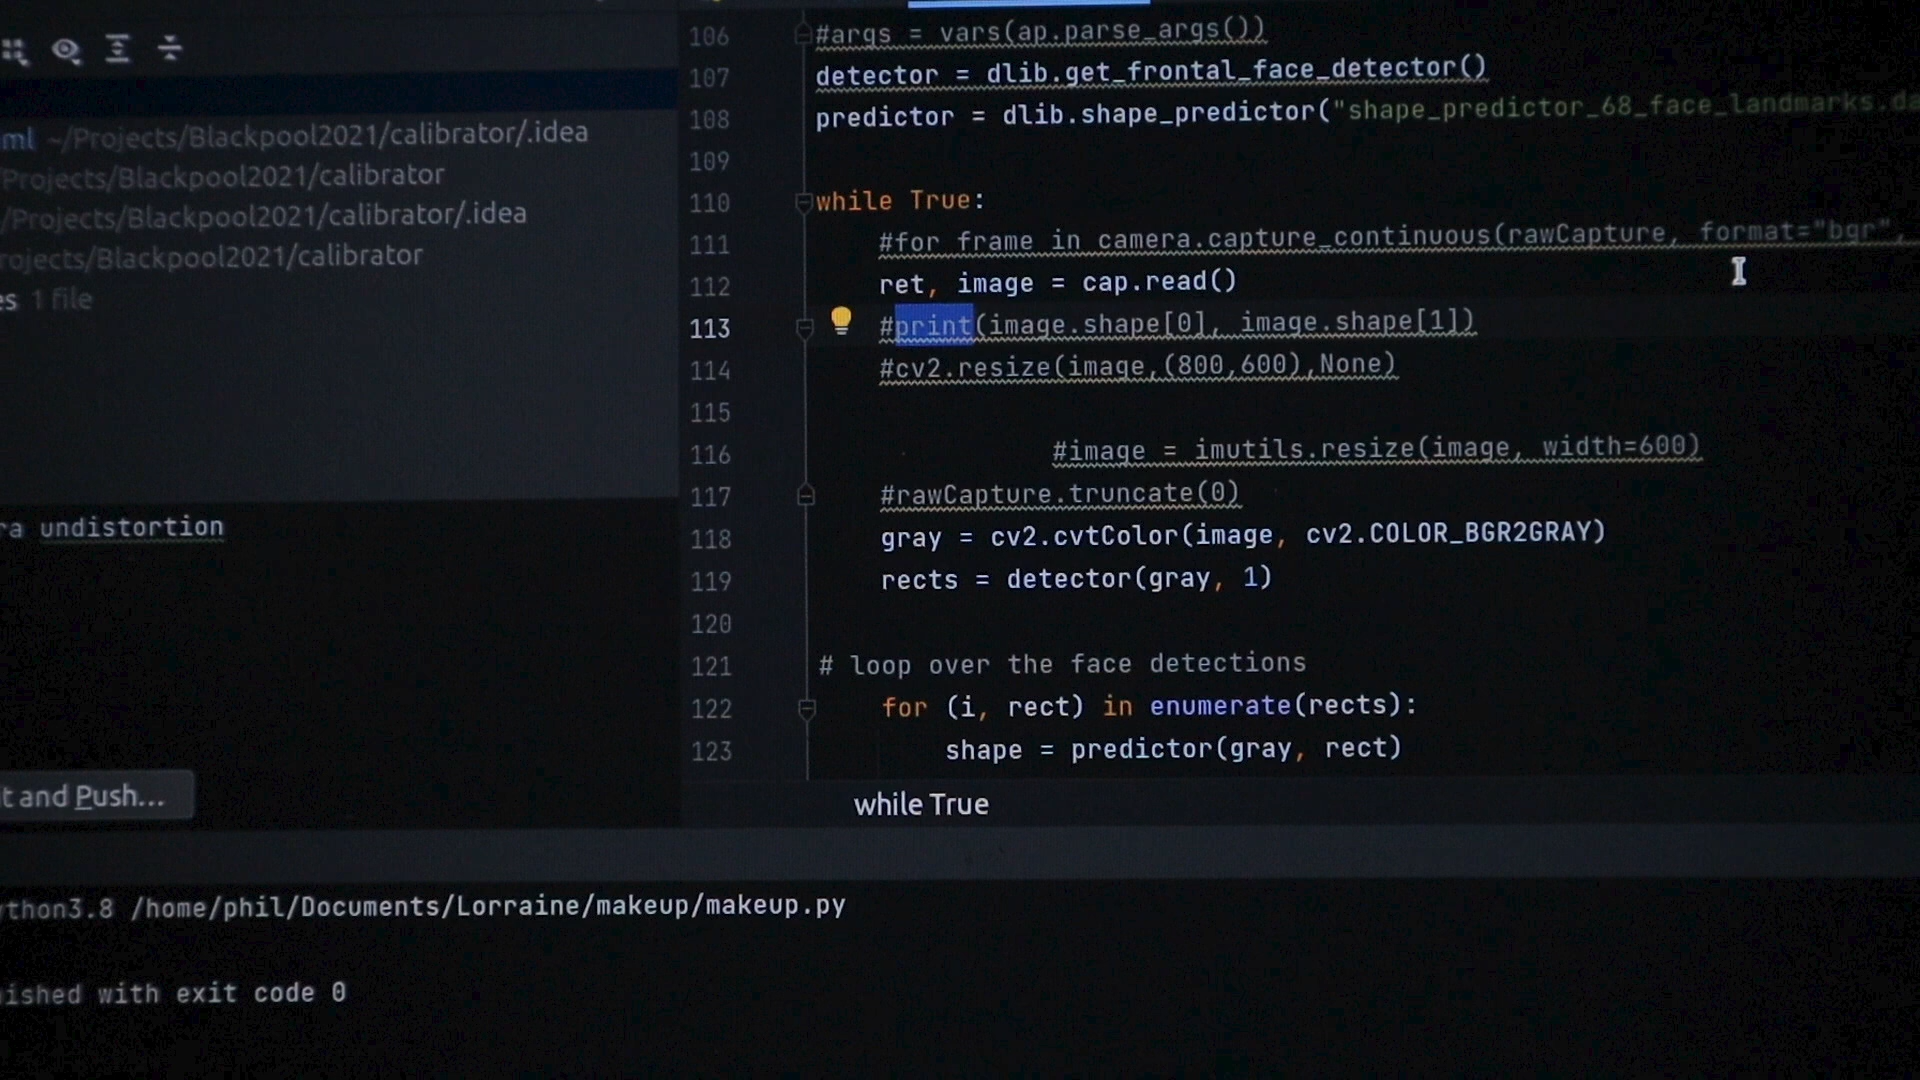 ml ~/Projects/Blackpool2021/calibrator/.idea
Projects/Blackpool2021/calibrator
/Projects/Blackpool2021/calibrator/.idea
rojects/Blackpool2021/calibrator
es 1 file
ra undistortion
t and Push...
106 #args = vars(ap.parse_args())
107 detector = dlib.get_frontal_face_detector()
108 predictor = dlib.shape_predictor("shape_predictor_68_face_landmarks.da
109
110 while True:
111 #for frame in camera.capture_continuous(rawCapture, format="bgr",
112 ret, image = cap.read()
113 #print(image.shape[0], image.shape[1])
114 #cv2.resize(image,(800,600),None)
115
116 #image = imutils.resize(image, width=600)
117 #rawCapture.truncate(0)
118 gray = cv2.cvtColor(image, cv2.COLOR_BGR2GRAY)
119 rects = detector(gray, 1)
120
121 # loop over the face detections
122 for (i, rect) in enumerate(rects):
123 shape = predictor(gray, rect)
while True
ython3.8 /home/phil/Documents/Lorraine/makeup/makeup.py
ished with exit code 0